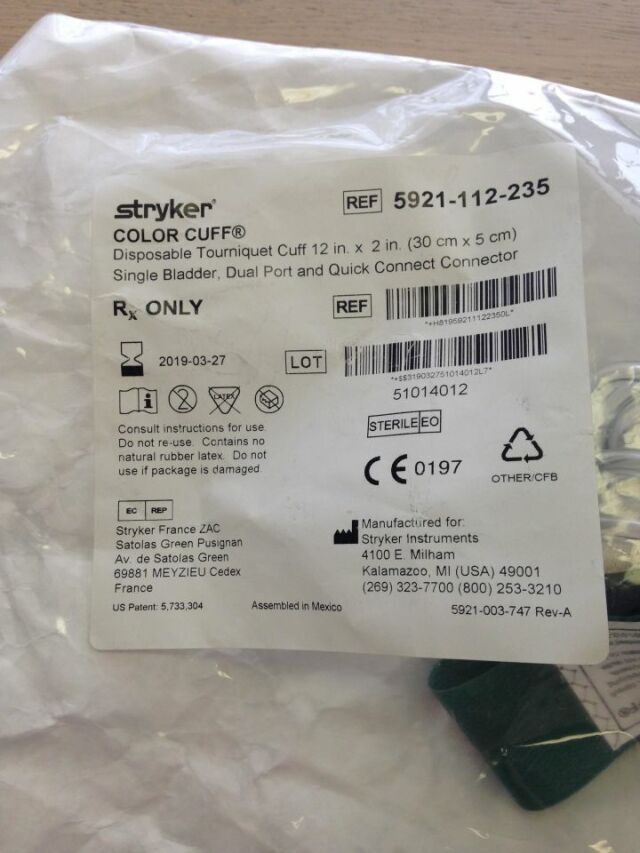 stryker®
REF 5921-112-235
COLOR CUFF®
Disposable Tourniquet Cuff 12 in. x 2 in. (30 cm x 5 cm)
Single Bladder, Dual Port and Quick Connect Connector
Rx ONLY
REF
*+H81959211122350L*
2019-03-27
LOT
*+$$319032751014012L7*
51014012
LATEX
Consult instructions for use.
Do not re-use. Contains no
natural rubber latex. Do not
use if package is damaged.
STERILE EO
CE 0197
OTHER/CFB
EC REP
Stryker France ZAC
Satolas Green Pusignan
Av. de Satolas Green
69881 MEYZIEU Cedex
France
Manufactured for:
Stryker Instruments
4100 E. Milham
Kalamazoo, MI (USA) 49001
(269) 323-7700 (800) 253-3210
US Patent: 5,733,304
Assembled in Mexico
5921-003-747 Rev-A